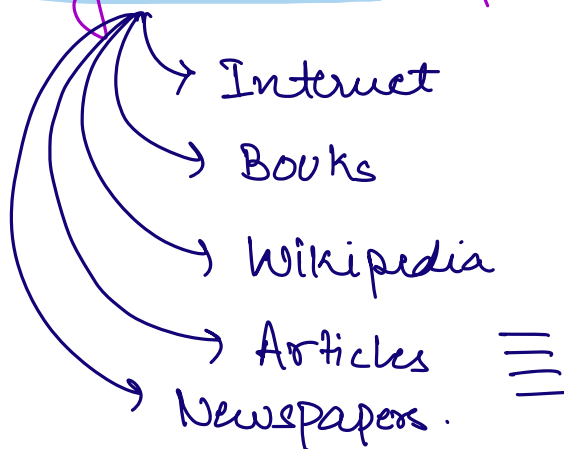 Internet
Books
Wikipedia
Articles
Newspapers.